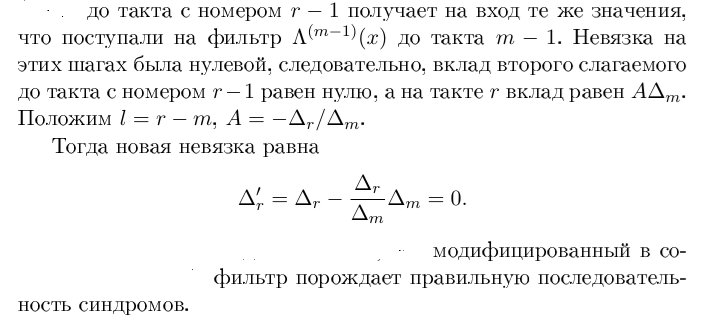 до такта с номером r − 1 получает на вход те же значения,
что поступали на фильтр Λ^(m−1)(x) до такта m − 1. Невязка на
этих шагах была нулевой, следовательно, вклад второго слагаемого
до такта с номером r−1 равен нулю, а на такте r вклад равен AΔ_m.
Положим l = r − m, A = −Δ_r/Δ_m.
Тогда новая невязка равна
Δ′_r = Δ_r − Δ_r/Δ_m Δ_m = 0.
модифицированный в со-
фильтр порождает правильную последователь-
ность синдромов.